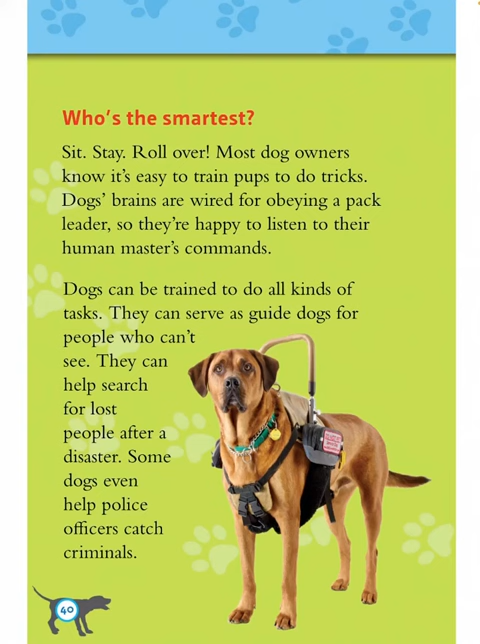 Who's the smartest?
Sit. Stay. Roll over! Most dog owners
know it's easy to train pups to do tricks.
Dogs' brains are wired for obeying a pack
leader, so they're happy to listen to their
human master's commands.
Dogs can be trained to do all kinds of
tasks. They can serve as guide dogs for
people who can't
see. They can
help search
for lost
people after a
disaster. Some
dogs even
help police
officers catch
criminals.
40